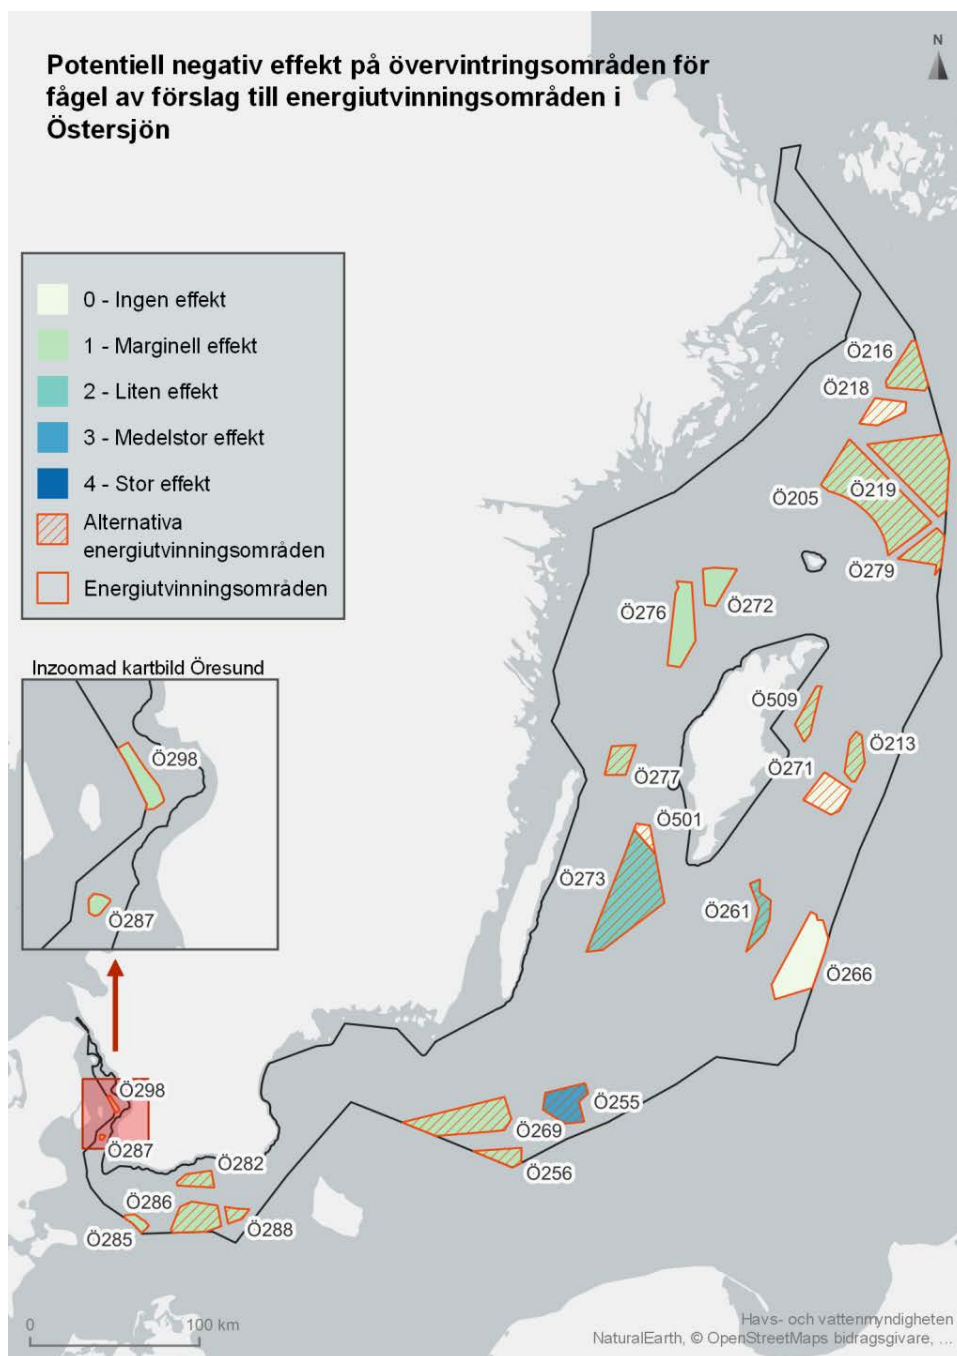 Potentiell negativ effekt på övervintringsområden för
fågel av förslag till energiutvinningsområden i
Östersjön
N
0 - Ingen effekt
1 - Marginell effekt
2 - Liten effekt
3 - Medelstor effekt
4 - Stor effekt
Alternativa
energiutvinningsområden
Energiutvinningsområden
Ö216
Ö218
Ö205
Ö219
Ö279
Ö276
Ö272
Ö509
Ö213
Ö271
Ö277
Ö501
Ö273
Ö261
Ö266
Inzoomad kartbild Öresund
Ö298
Ö287
Ö298
Ö287
Ö282
Ö286
Ö285
Ö288
Ö255
Ö269
Ö256
0
100 km
Havs- och vattenmyndigheten
NaturalEarth, © OpenStreetMaps bidragsgivare, ...